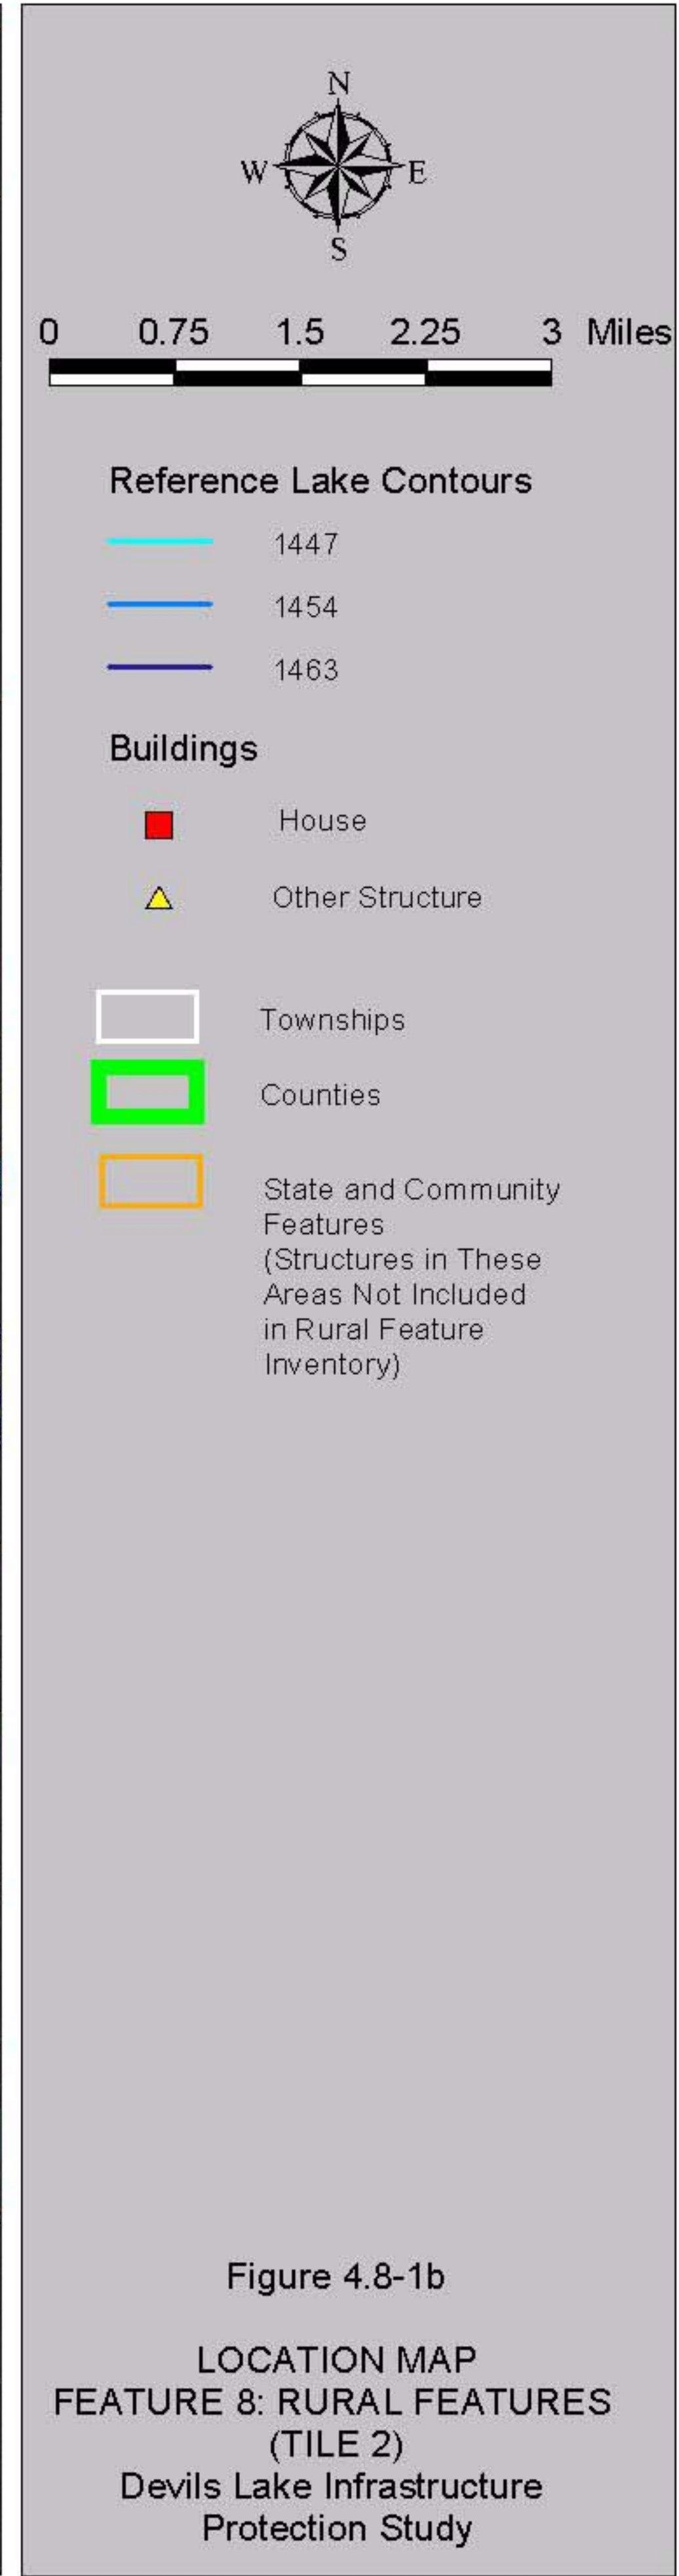 N
W E
S
0 0.75 1.5 2.25 3 Miles
Reference Lake Contours
1447
1454
1463
Buildings
House
Other Structure
Townships
Counties
State and Community
Features
(Structures in These
Areas Not Included
in Rural Feature
Inventory)
Figure 4.8-1b
LOCATION MAP
FEATURE 8: RURAL FEATURES
(TILE 2)
Devils Lake Infrastructure
Protection Study